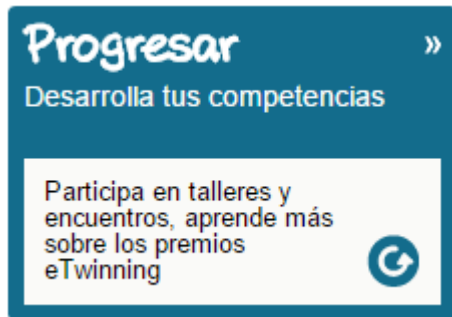 Progresar »
Desarrolla tus competencias
Participa en talleres y
encuentros, aprende más
sobre los premios
eTwinning